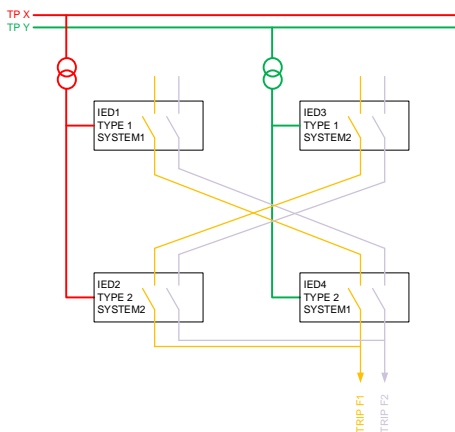 TP X
TP Y
IED1
TYPE 1
SYSTEM1
IED3
TYPE 1
SYSTEM2
IED2
TYPE 2
SYSTEM2
IED4
TYPE 2
SYSTEM1
TRIP F1
TRIP F2